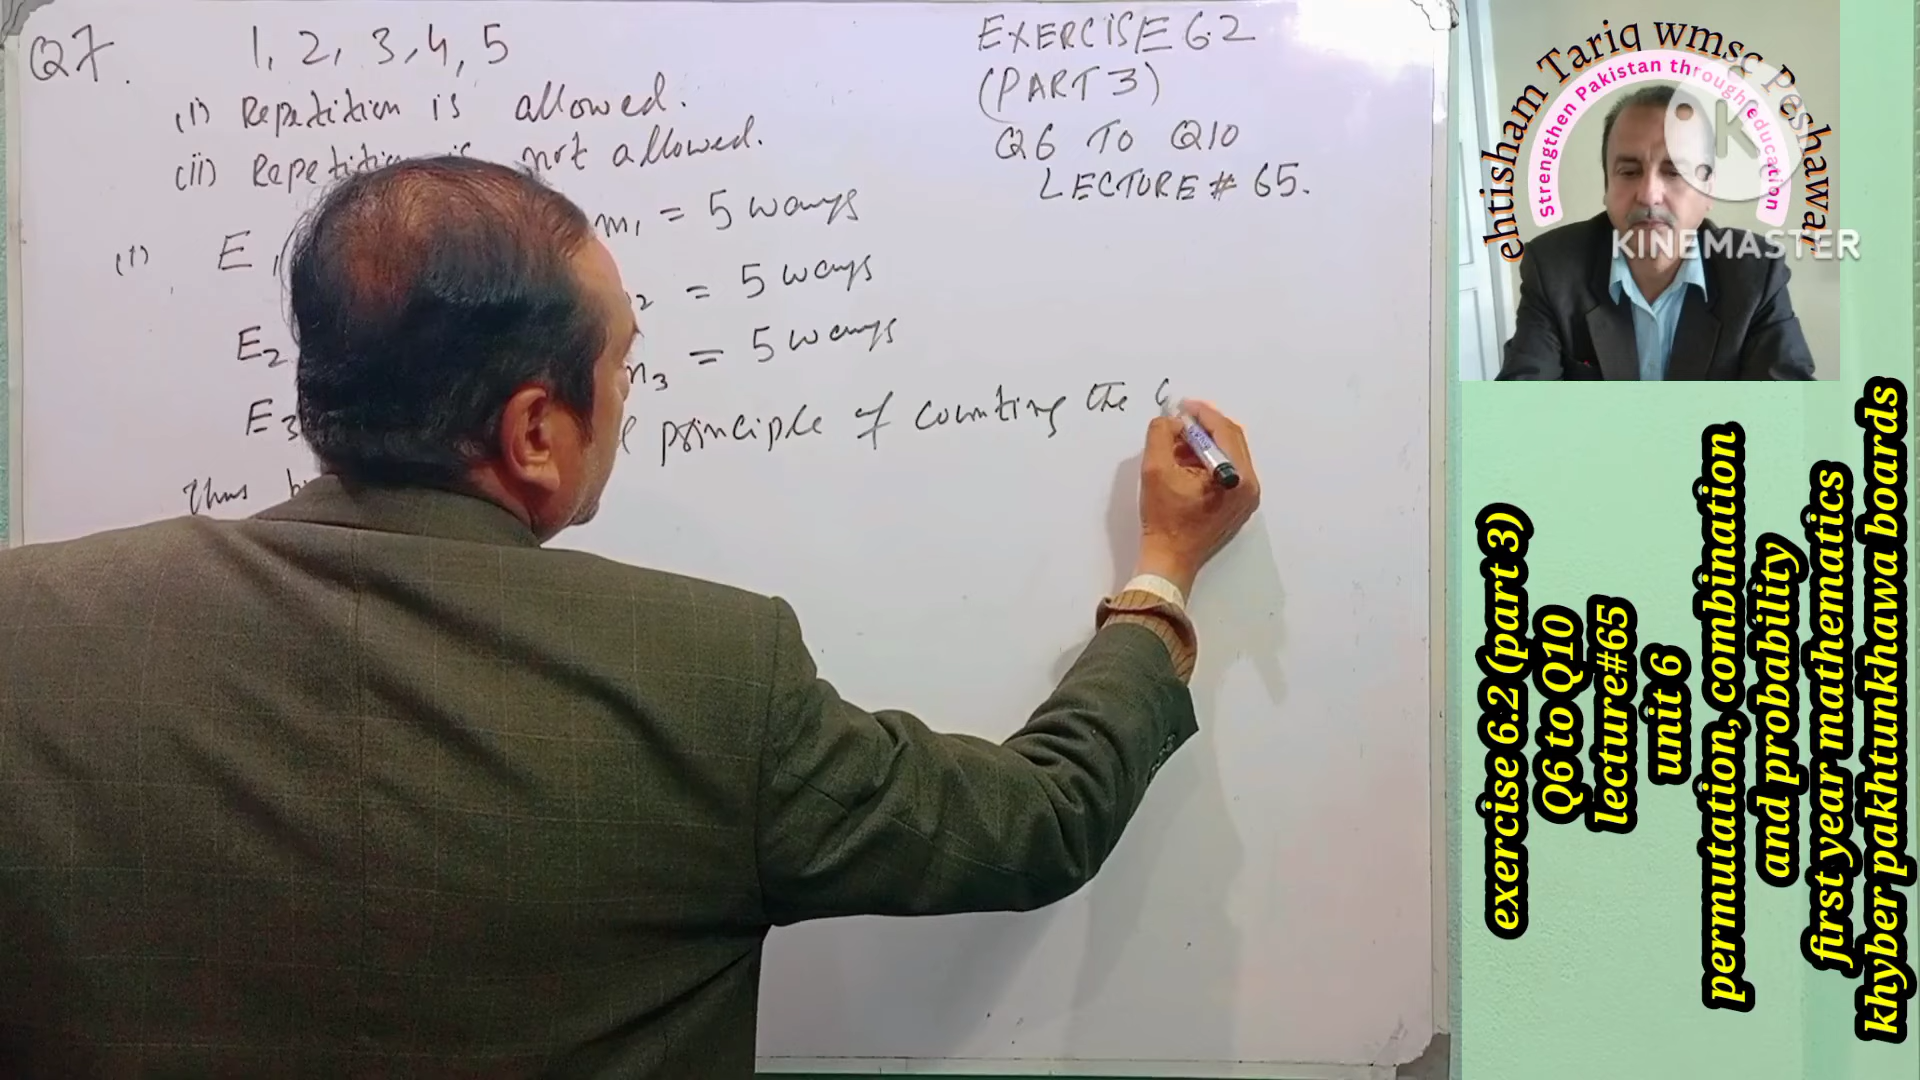 Q7. 1, 2, 3, 4, 5
(i) Repetition is allowed.
(ii) Repetition is not allowed.
(i) E1 m1 = 5 ways
E2 2 = 5 ways
E3 m3 = 5 ways
Thus principle of counting the
EXERCISE 6.2
(PART 3)
Q6 TO Q10
LECTURE # 65.
ehtisham Tariq wmsc Peshawar
Strengthen Pakistan through education
K
KINEMASTER
exercise 6.2 (part 3)
Q6 to Q10
lecture#65
unit 6
permutation, combination
and probability
first year mathematics
khyber pakhtunkhawa boards